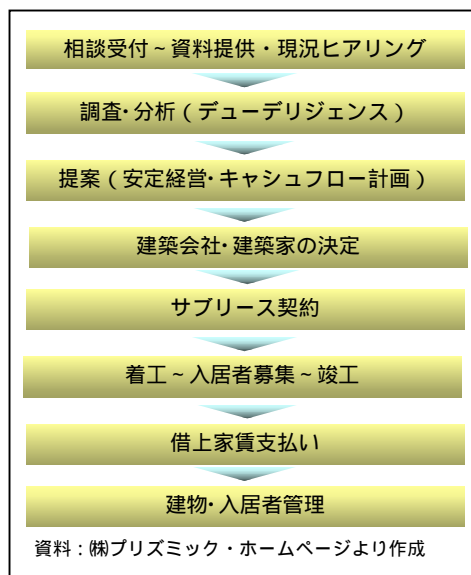 相談受付~資料提供・現況ヒアリング
調査・分析(デューデリジェンス)
提案(安定経営・キャシュフロー計画)
建築会社・建築家の決定
サブリース契約
着工~入居者募集~竣工
借上家賃支払い
建物・入居者管理
資料:㈱プリズミック・ホームページより作成